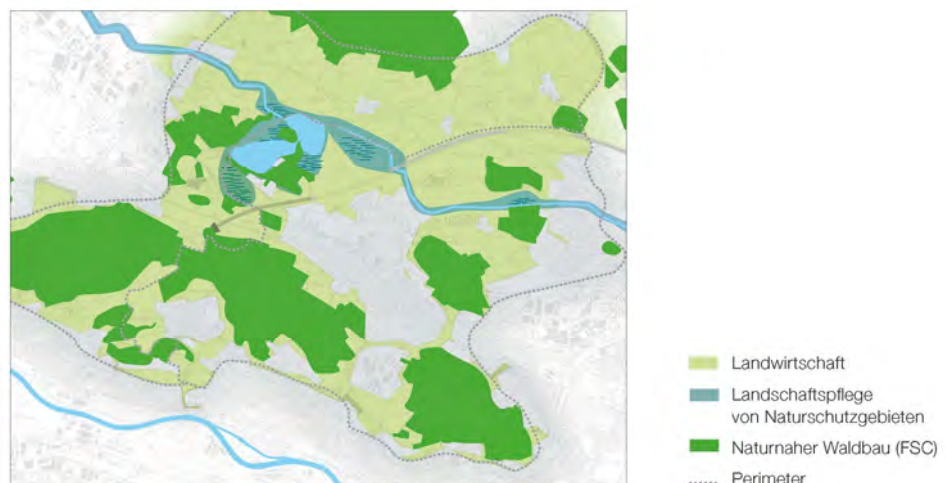 Landwirtschaft
Landschaftspflege
von Naturschutzgebieten
Naturnaher Waldbau (FSC)
Perimeter